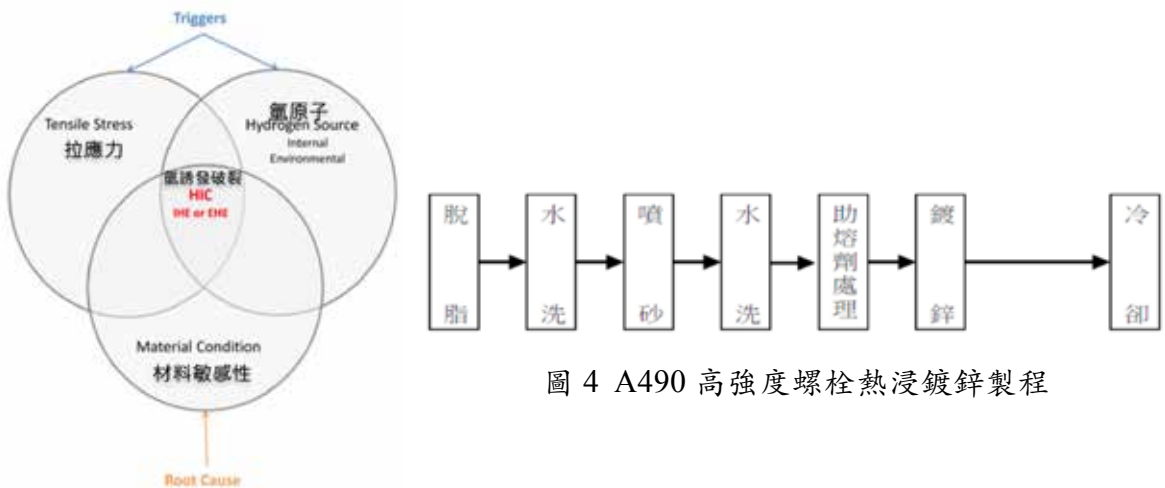 Triggers
Tensile Stress
拉應力
氫原子
Hydrogen Source
Internal
Environmental
氫誘發破裂
HIC
IHE or EHE
Material Condition
材料敏感性
Root Cause
脫脂
水洗
噴砂
水洗
助熔劑處理
鍍鋅
冷卻
圖 4 A490 高強度螺栓熱浸鍍鋅製程